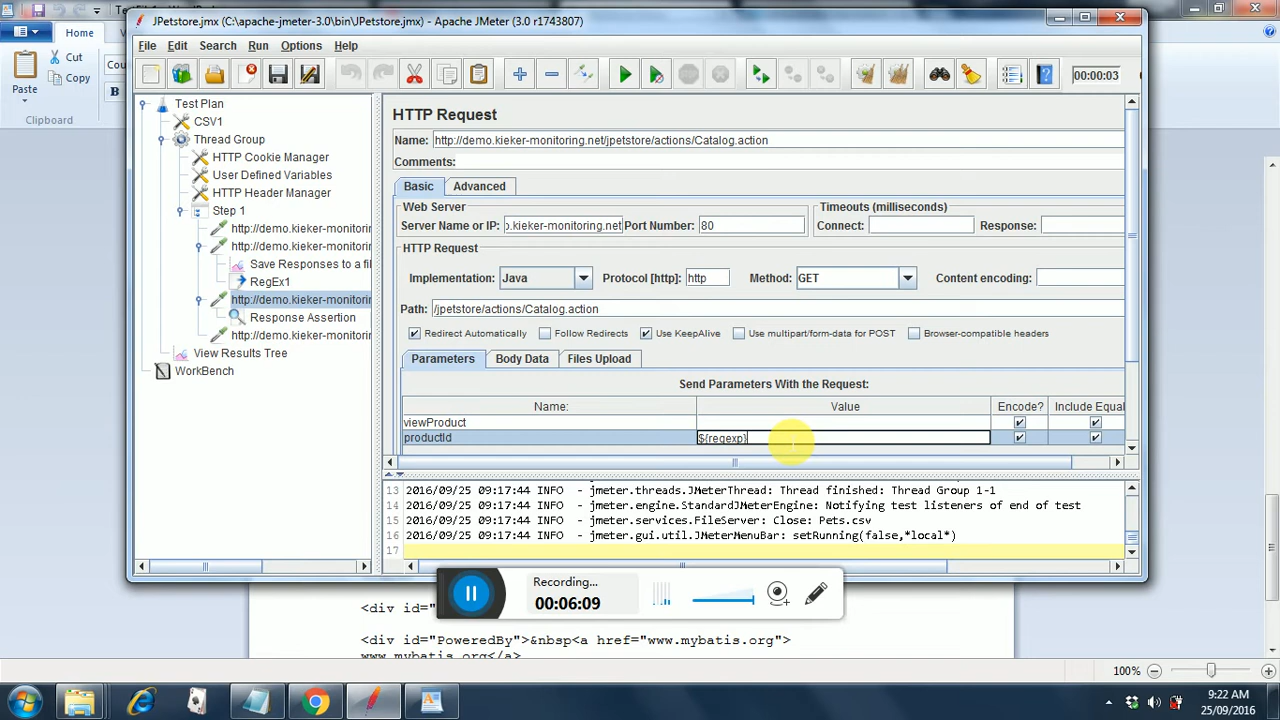 JPetstore.jmx (C:\apache-jmeter-3.0\bin\JPetstore.jmx) - Apache JMeter (3.0 r1743807)
Home
Cut
Copy
Paste
Clipboard
Cou
B
File Edit Search Run Options Help
00:00:03
Test Plan
CSV1
Thread Group
HTTP Cookie Manager
User Defined Variables
HTTP Header Manager
Step 1
http://demo.kieker-monitorin
http://demo.kieker-monitorin
Save Responses to a fil
RegEx1
http://demo.kieker-monitorin
Response Assertion
http://demo.kieker-monitorin
View Results Tree
WorkBench
HTTP Request
Name: http://demo.kieker-monitoring.net/jpetstore/actions/Catalog.action
Comments:
Basic Advanced
Web Server
Timeouts (milliseconds)
Server Name or IP: o.kieker-monitoring.net Port Number: 80
Connect: Response:
HTTP Request
Implementation: Java Protocol [http]: http Method: GET Content encoding:
Path: /jpetstore/actions/Catalog.action
Redirect Automatically Follow Redirects Use KeepAlive Use multipart/form-data for POST Browser-compatible headers
Parameters Body Data Files Upload
Send Parameters With the Request:
Name: Value Encode? Include Equal
viewProduct
productId ${regexp}
13 2016/09/25 09:17:44 INFO - jmeter.threads.JMeterThread: Thread finished: Thread Group 1-1
14 2016/09/25 09:17:44 INFO - jmeter.engine.StandardJMeterEngine: Notifying test listeners of end of test
15 2016/09/25 09:17:44 INFO - jmeter.services.FileServer: Close: Pets.csv
16 2016/09/25 09:17:44 INFO - jmeter.gui.util.JMeterMenuBar: setRunning(false,*local*)
17
Recording...
00:06:09
<div id="
<div id="PoweredBy">&nbsp<a href="www.mybatis.org">
www.mybatis.org</a>
100%
9:22 AM
25/09/2016